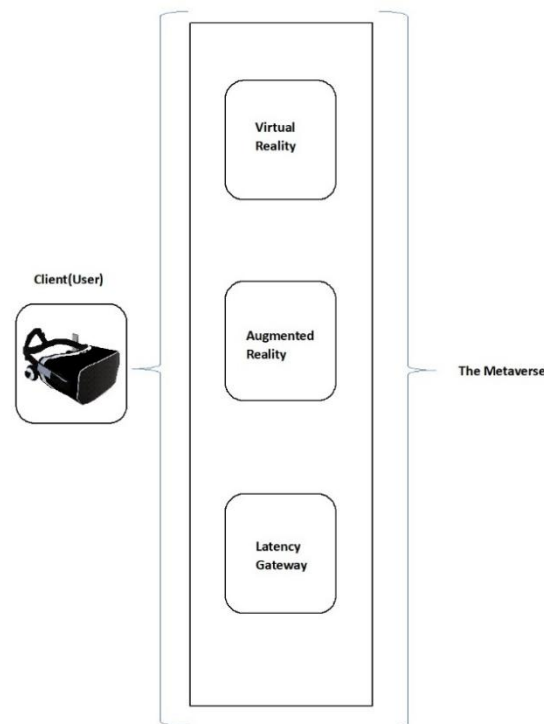 Virtual
Reality
Client(User)
Augmented
Reality
The Metaverse
Latency
Gateway